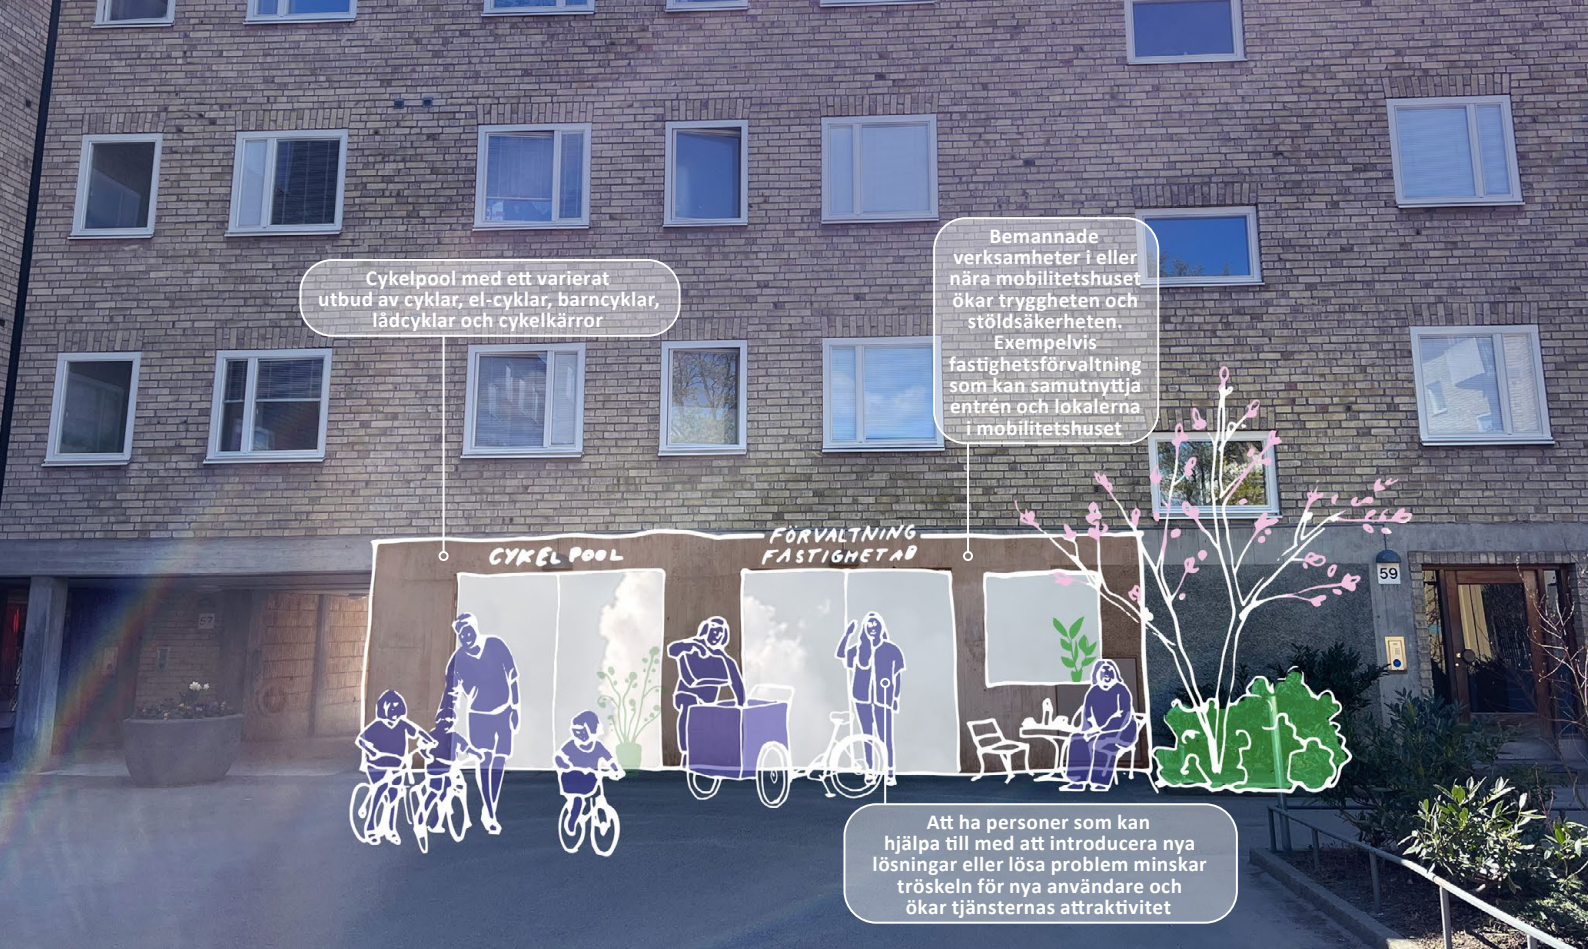 Cykelpool med ett varierat
utbud av cyklar, el-cyklar, barncyklar,
lådcyklar och cykelkärror
Bemannade
verksamheter i eller
nära mobilitetshuset
ökar tryggheten och
stöldsäkerheten.
Exempelvis
fastighetsförvaltning
som kan samutnyttja
entrén och lokalerna
i mobilitetshuset
CYKELPOOL
FÖRVALTNING
FASTIGHET AB
59
57
Att ha personer som kan
hjälpa till med att introducera nya
lösningar eller lösa problem minskar
tröskeln för nya användare och
ökar tjänsternas attraktivitet